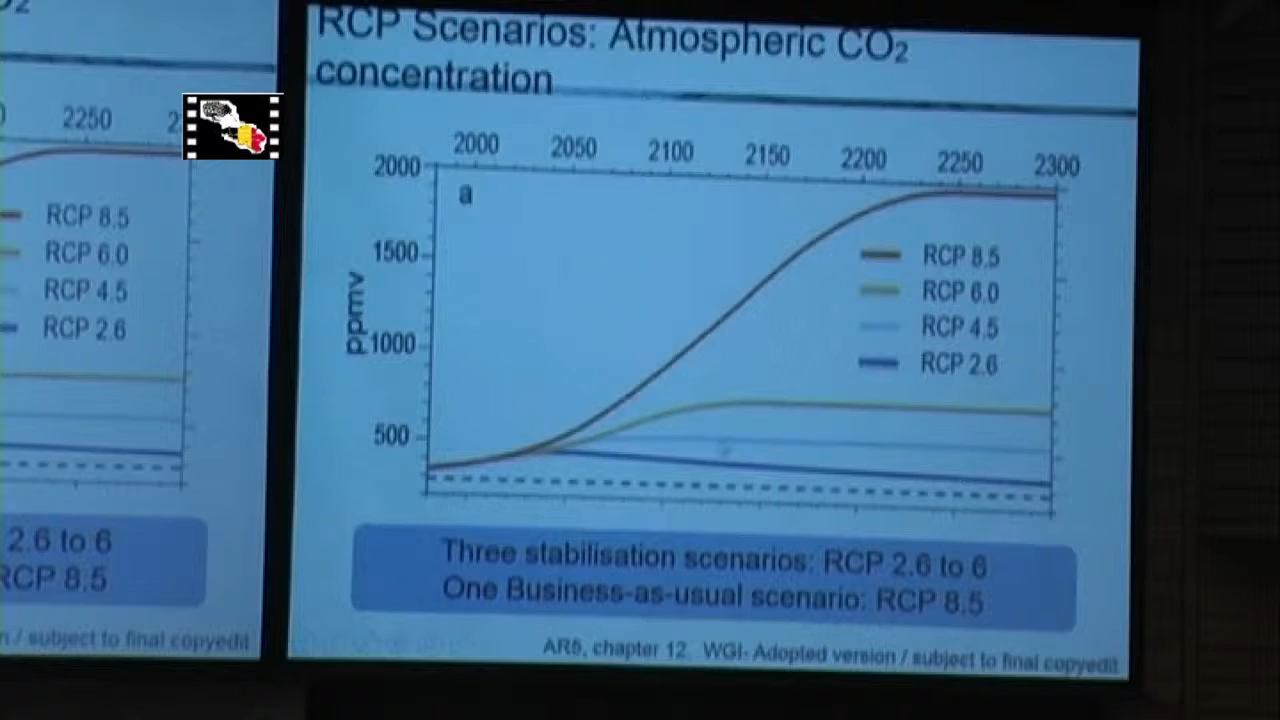 2250
RCP 8.5
RCP 6.0
RCP 4.5
RCP 2.6
2.6 to 6
RCP 8.5
n / subject to final copyedit
RCP Scenarios: Atmospheric CO₂
concentration
2000 2050 2100 2150 2200 2250 2300
2000
a
1500
ppmv
1000
500
RCP 8.5
RCP 6.0
RCP 4.5
RCP 2.6
Three stabilisation scenarios: RCP 2.6 to 6
One Business-as-usual scenario: RCP 8.5
AR5, chapter 12. WGI- Adopted version / subject to final copyedit